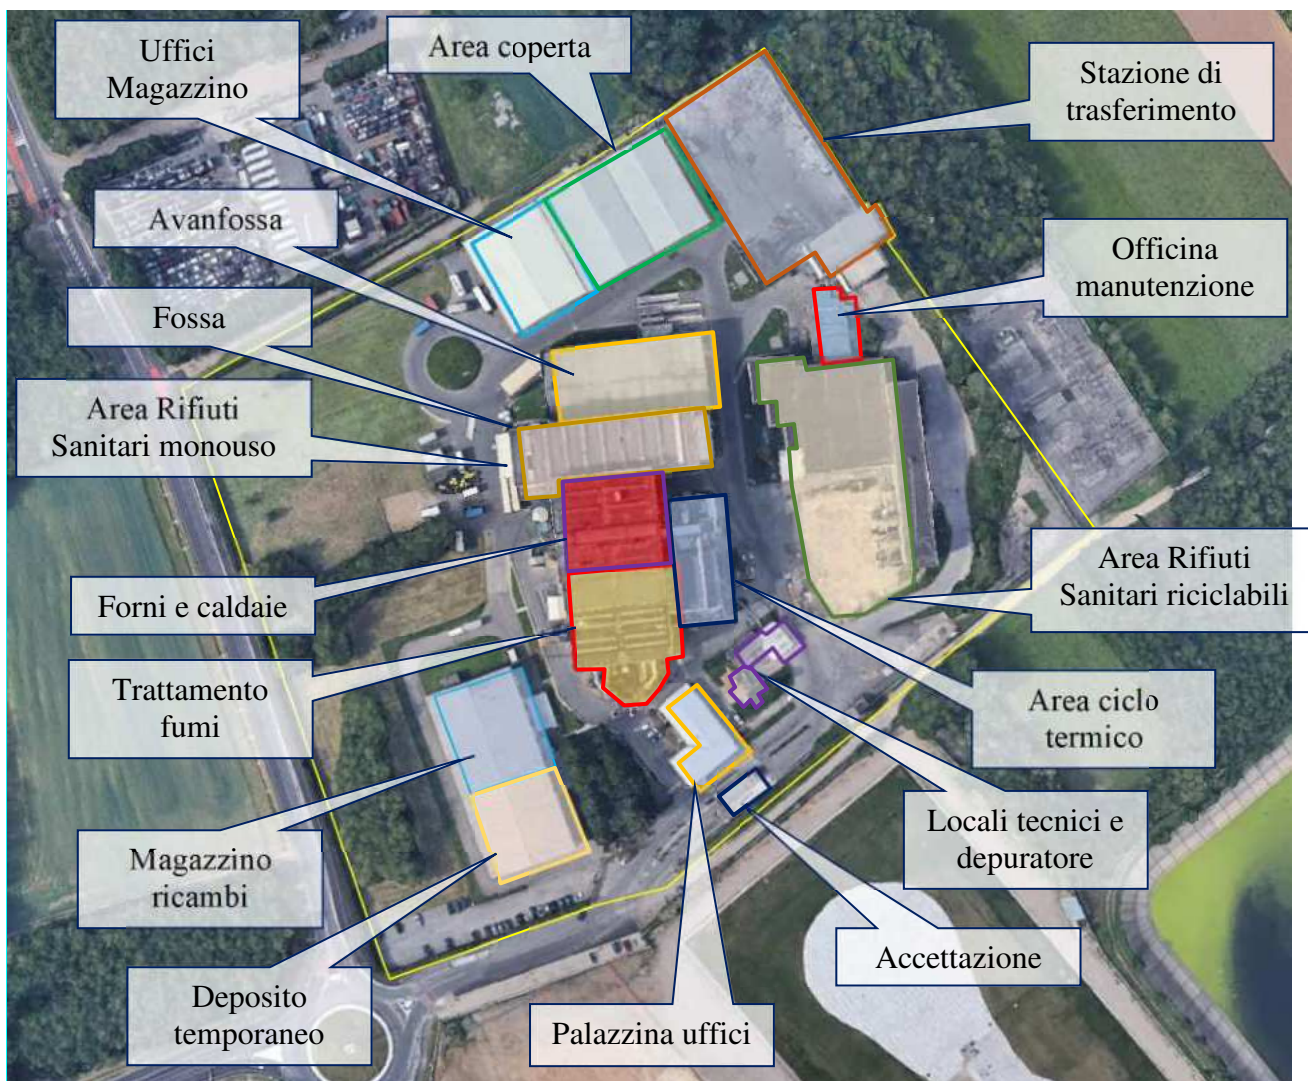 Uffici
Magazzino
Area coperta
Stazione di
trasferimento
Avanfossa
Officina
manutenzione
Fossa
Area Rifiuti
Sanitari monouso
Forni e caldaie
Area Rifiuti
Sanitari riciclabili
Trattamento
fumi
Area ciclo
termico
Magazzino
ricambi
Locali tecnici e
depuratore
Accettazione
Deposito
temporaneo
Palazzina uffici